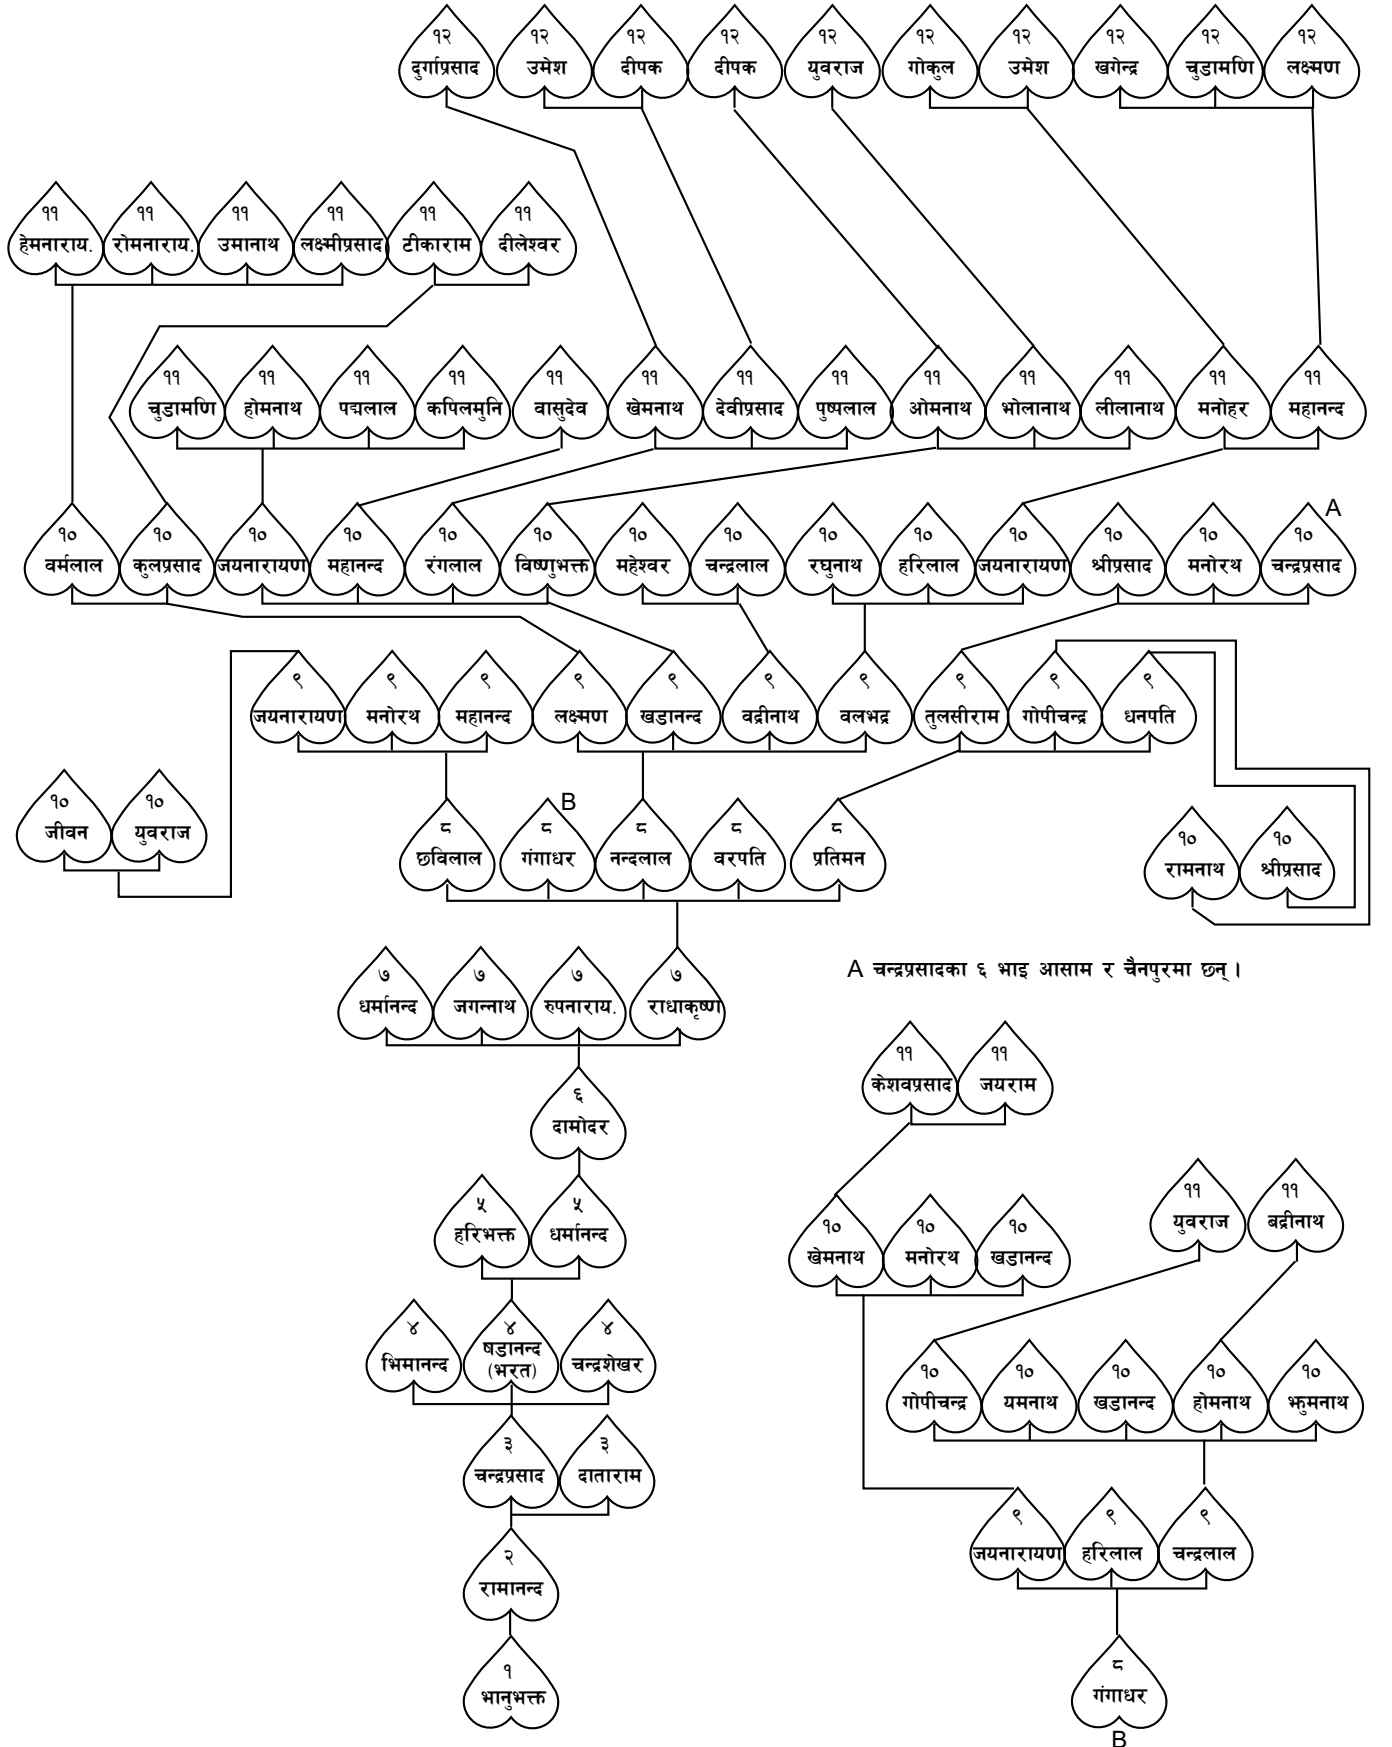 १२ १२ १२ १२ १२ १२ १२ १२ १२ १२
दुर्गाप्रसाद उमेश दीपक दीपक युवराज गोकुल उमेश खगेन्द्र चुडामणि लक्ष्मण
११ ११ ११ ११ ११ ११
हेमनाराय. रोमनाराय. उमानाथ लक्ष्मीप्रसाद टीकाराम दीलेश्वर
११ ११ ११ ११ ११ ११ ११ ११ ११ ११ ११ ११ ११
चुडामणि होमनाथ पद्मलाल कपिलमुनि वासुदेव खेमनाथ देवीप्रसाद पुष्पलाल ओमनाथ भोलानाथ लीलानाथ मनोहर महानन्द
A
१० १० १० १० १० १० १० १० १० १० १० १० १० १०
वर्मलाल कुलप्रसाद जयनारायण महानन्द रंगलाल विष्णुभक्त महेश्वर चन्द्रलाल रघुनाथ हरिलाल जयनारायण श्रीप्रसाद मनोरथ चन्द्रप्रसाद
९ ९ ९ ९ ९ ९ ९ ९ ९ ९
जयनारायण मनोरथ महानन्द लक्ष्मण खडानन्द वद्रीनाथ वलभद्र तुलसीराम गोपीचन्द्र धनपति
१० १०
जीवन युवराज
B
८ ८ ८ ८ ८
छविलाल गंगाधर नन्दलाल वरपति प्रतिमन
१० १०
रामनाथ श्रीप्रसाद
७ ७ ७ ७
धर्मानन्द जगन्नाथ रुपनाराय. राधाकृष्ण
A चन्द्रप्रसादका ६ भाइ आसाम र चैनपुरमा छन् ।
६
दामोदर
५ ५
हरिभक्त धर्मानन्द
४ ४ ४
भिमानन्द षडानन्द (भरत) चन्द्रशेखर
३ ३
चन्द्रप्रसाद दाताराम
२
रामानन्द
१
भानुभक्त
११ ११
केशवप्रसाद जयराम
११ ११
युवराज बद्रीनाथ
१० १० १०
खेमनाथ मनोरथ खडानन्द
१० १० १० १० १०
गोपीचन्द्र यमनाथ खडानन्द होमनाथ झुमनाथ
९ ९ ९
जयनारायण हरिलाल चन्द्रलाल
८
गंगाधर
B